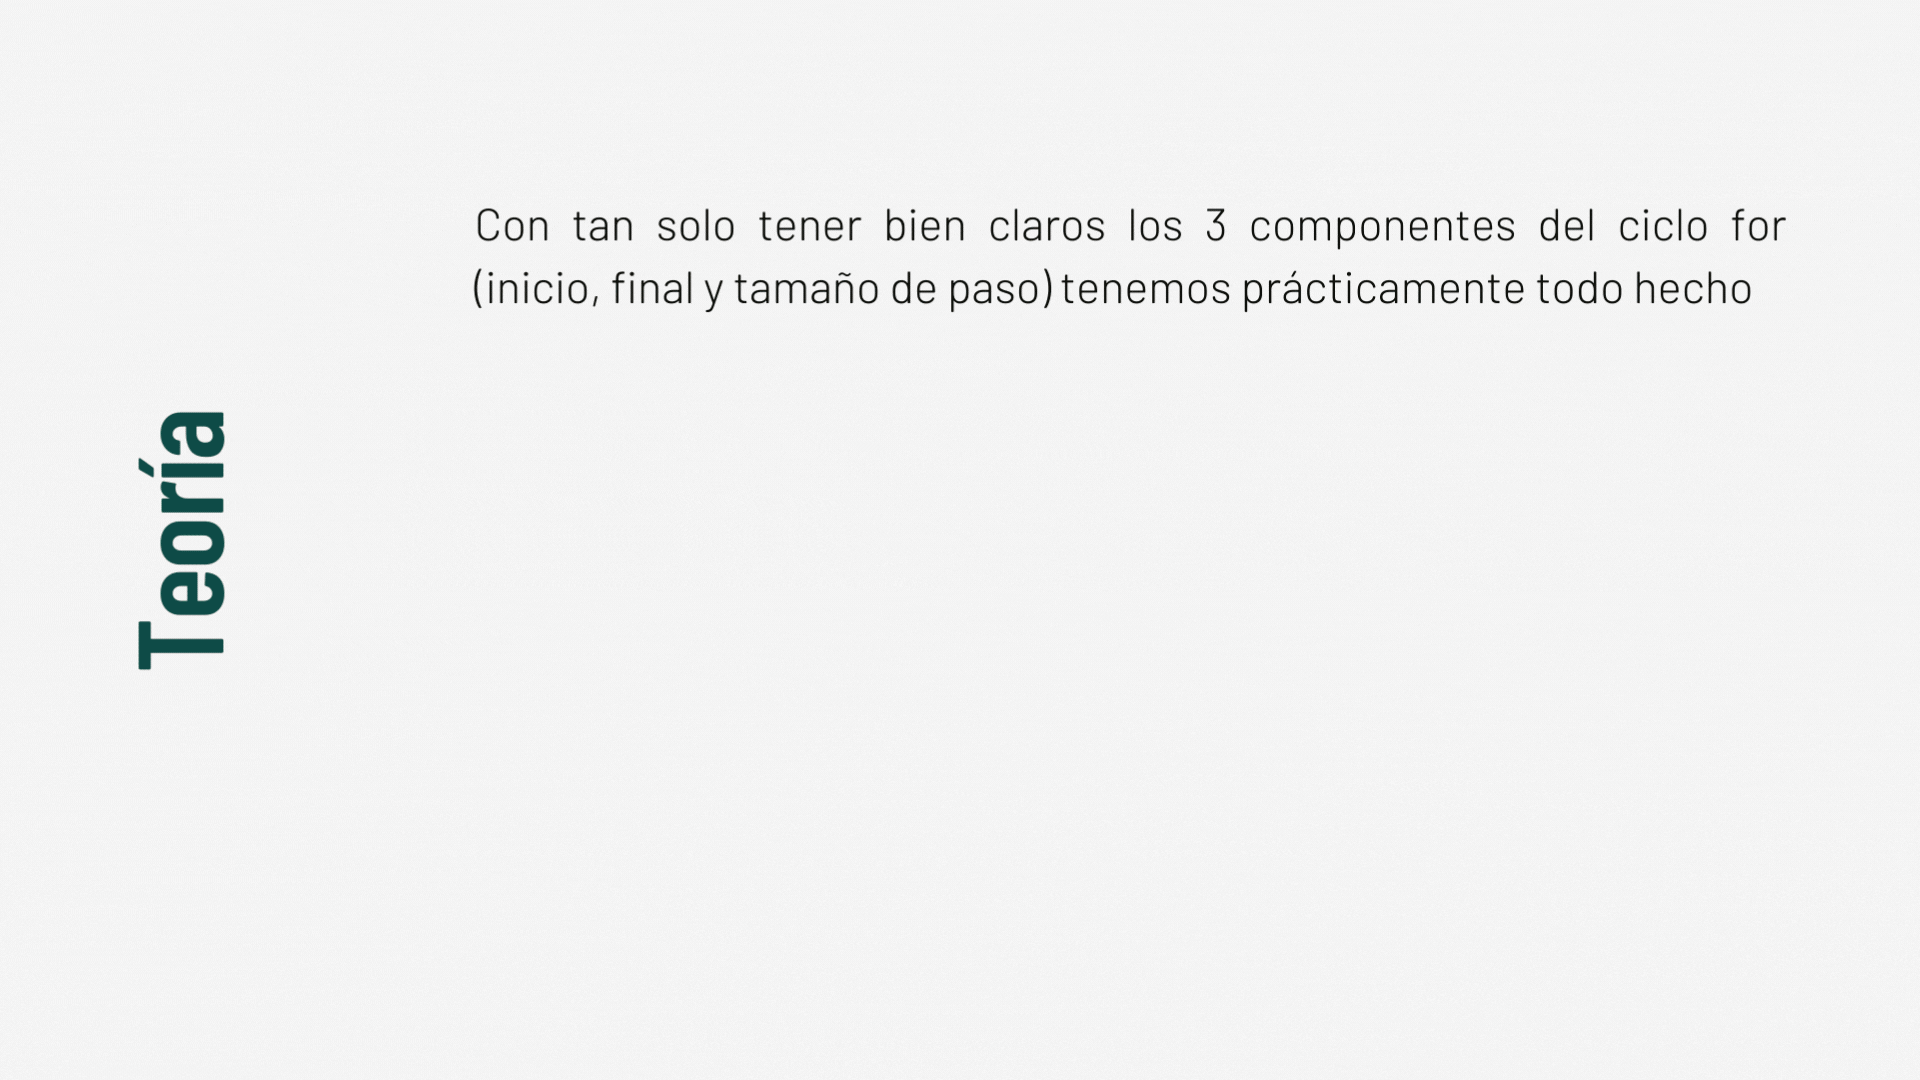 Teoría
Con tan solo tener bien claros los 3 componentes del ciclo for
(inicio, final y tamaño de paso) tenemos prácticamente todo hecho